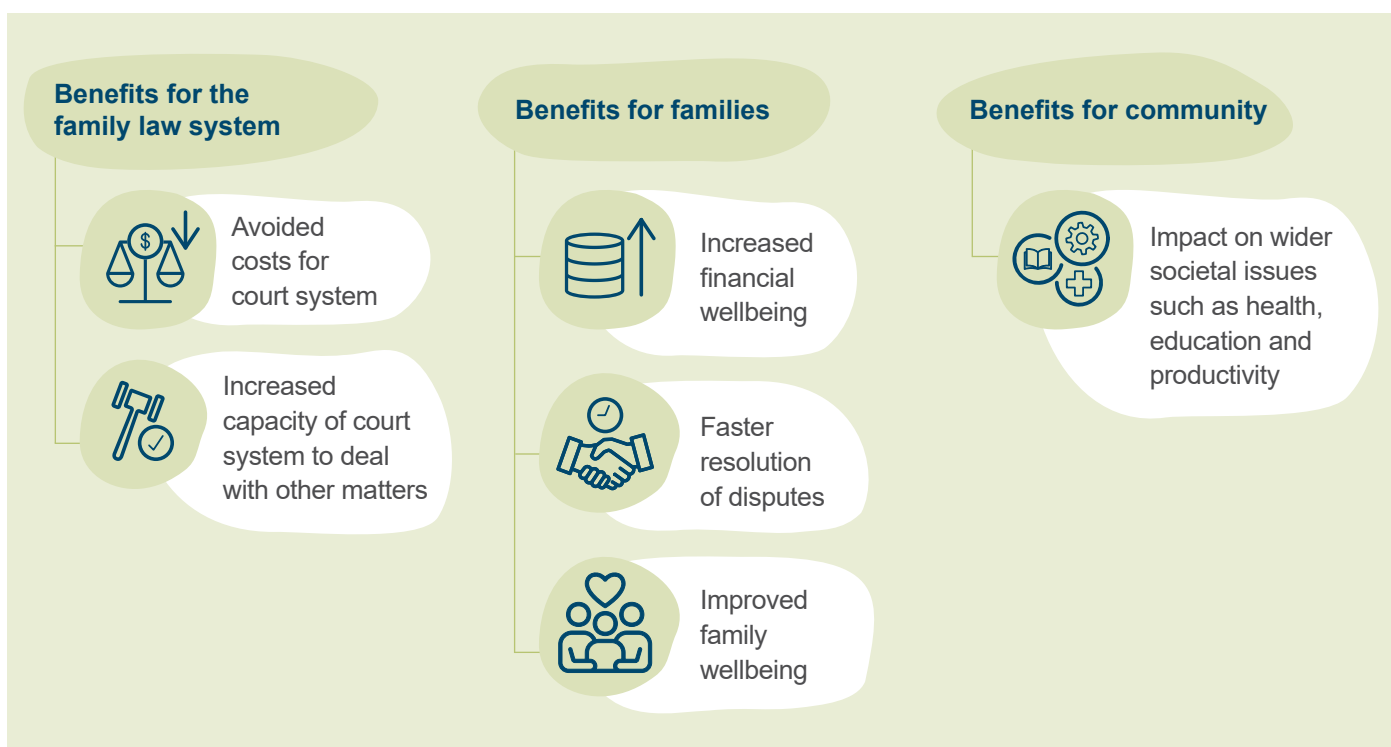 Benefits for the
family law system
Avoided
costs for
court system
$
Increased
capacity of court
system to deal
with other matters
Benefits for families
Increased
financial
wellbeing
Faster
resolution
of disputes
Improved
family
wellbeing
Benefits for community
Impact on wider
societal issues
such as health,
education and
productivity